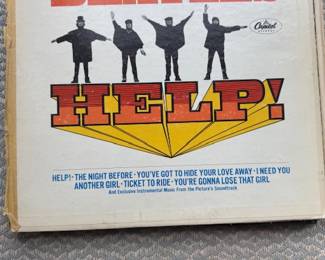 Capitol
HELP!
HELP! · THE NIGHT BEFORE · YOU'VE GOT TO HIDE YOUR LOVE AWAY · I NEED YOU
ANOTHER GIRL · TICKET TO RIDE · YOU'RE GONNA LOSE THAT GIRL
And Exclusive Instrumental Music From the Picture's Soundtrack